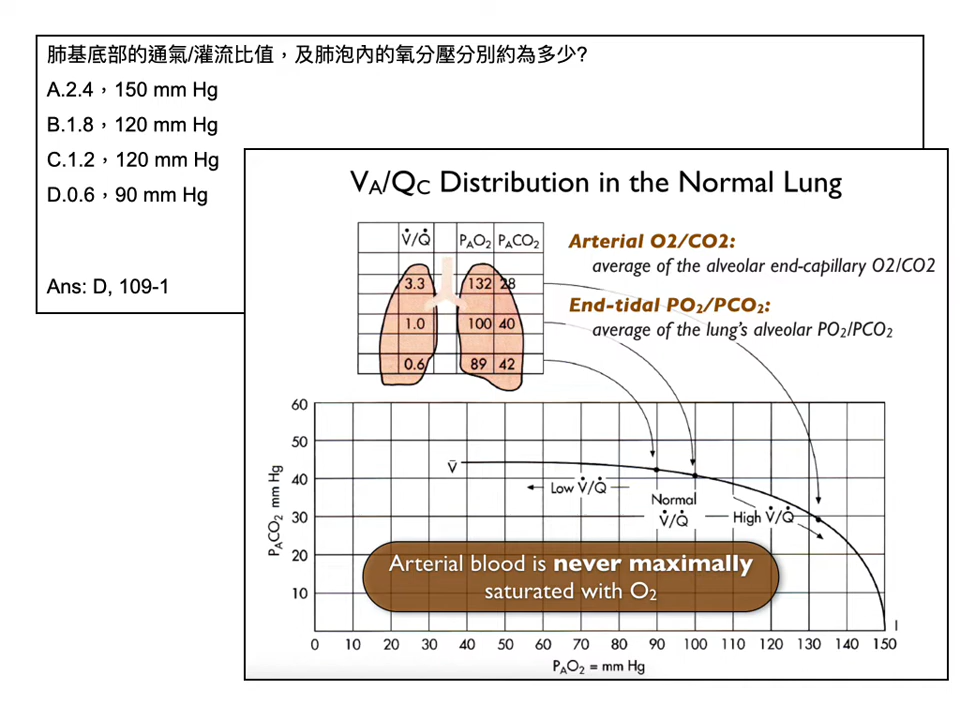 肺基底部的通氣/灌流比值，及肺泡內的氧分壓分別約為多少?
A.2.4，150 mm Hg
B.1.8，120 mm Hg
C.1.2，120 mm Hg
D.0.6，90 mm Hg
Ans: D, 109-1
VA/QC Distribution in the Normal Lung
V̇/Q̇ PAO2 PACO2
3.3 132 28
1.0 100 40
0.6 89 42
Arterial O2/CO2:
average of the alveolar end-capillary O2/CO2
End-tidal PO2/PCO2:
average of the lung's alveolar PO2/PCO2
60
50
40
30
20
10
PACO2 mm Hg
V̄
Low V̇/Q̇
Normal
V̇/Q̇
High V̇/Q̇
I
Arterial blood is never maximally
saturated with O2
0 10 20 30 40 50 60 70 80 90 100 110 120 130 140 150
PAO2 = mm Hg